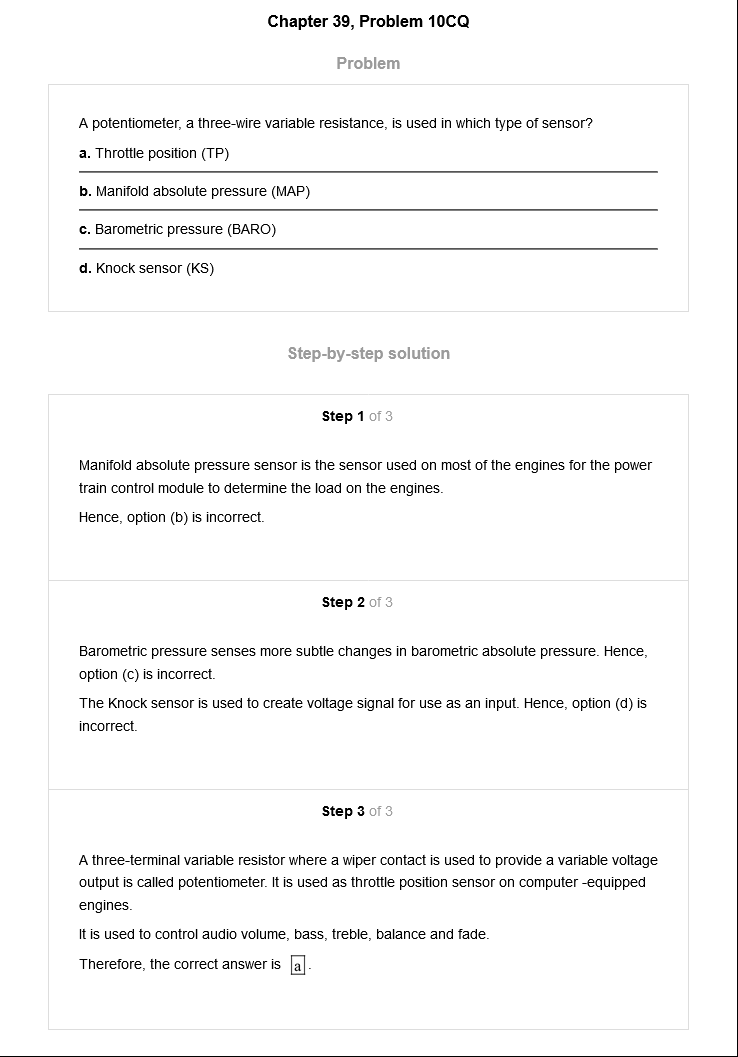 Chapter 39, Problem 10CQ
Problem
A potentiometer, a three-wire variable resistance, is used in which type of sensor?
a. Throttle position (TP)
b. Manifold absolute pressure (MAP)
c. Barometric pressure (BARO)
d. Knock sensor (KS)
Step-by-step solution
Step 1 of 3
Manifold absolute pressure sensor is the sensor used on most of the engines for the power
train control module to determine the load on the engines.
Hence, option (b) is incorrect.
Step 2 of 3
Barometric pressure senses more subtle changes in barometric absolute pressure. Hence,
option (c) is incorrect.
The Knock sensor is used to create voltage signal for use as an input. Hence, option (d) is
incorrect.
Step 3 of 3
A three-terminal variable resistor where a wiper contact is used to provide a variable voltage
output is called potentiometer. It is used as throttle position sensor on computer -equipped
engines.
It is used to control audio volume, bass, treble, balance and fade.
Therefore, the correct answer is a.